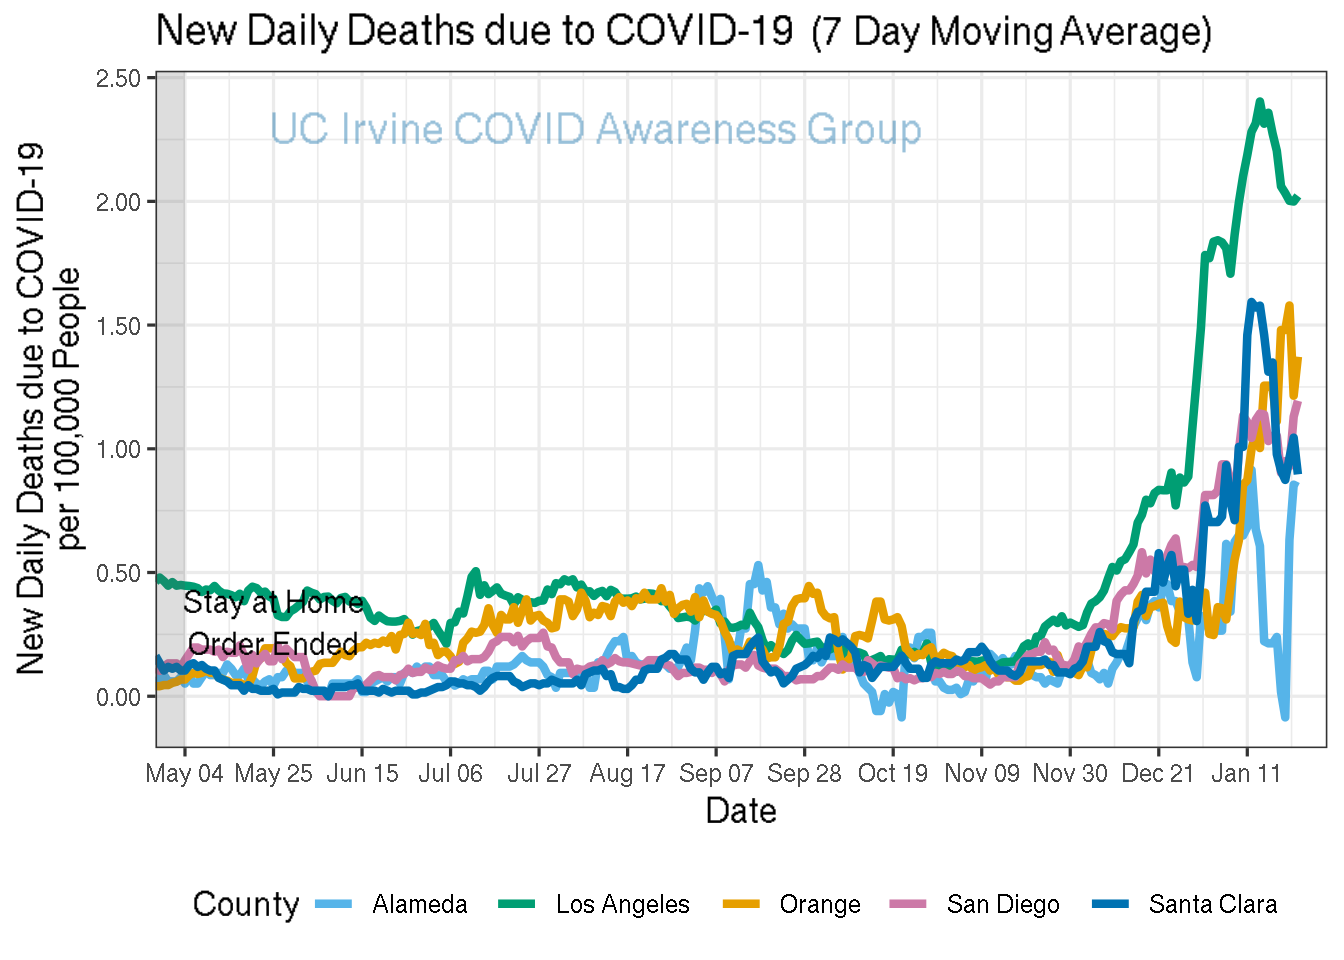 New Daily Deaths due to COVID-19 (7 Day Moving Average)
UC Irvine COVID Awareness Group
New Daily Deaths due to COVID-19
per 100,000 People
2.50
2.00
1.50
1.00
0.50
0.00
Stay at Home
Order Ended
May 04 May 25 Jun 15 Jul 06 Jul 27 Aug 17 Sep 07 Sep 28 Oct 19 Nov 09 Nov 30 Dec 21 Jan 11
Date
County Alameda Los Angeles Orange San Diego Santa Clara